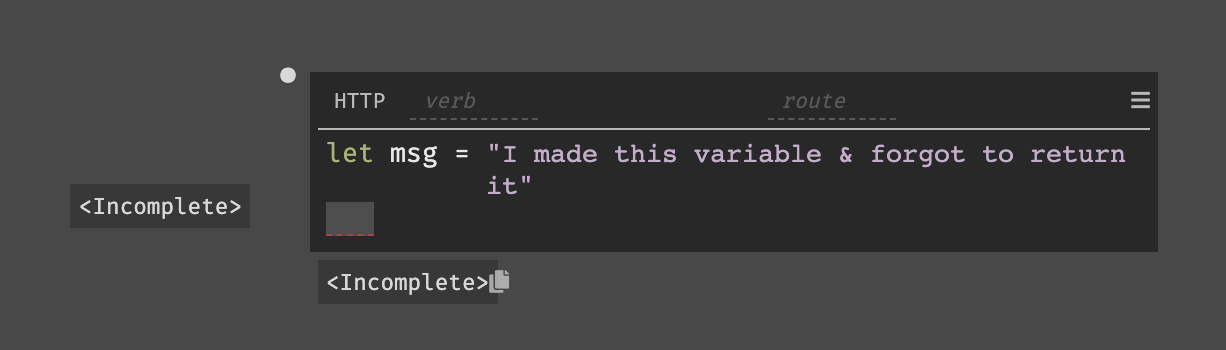 HTTP verb route
let msg = "I made this variable & forgot to return
it"
<Incomplete>
<Incomplete>